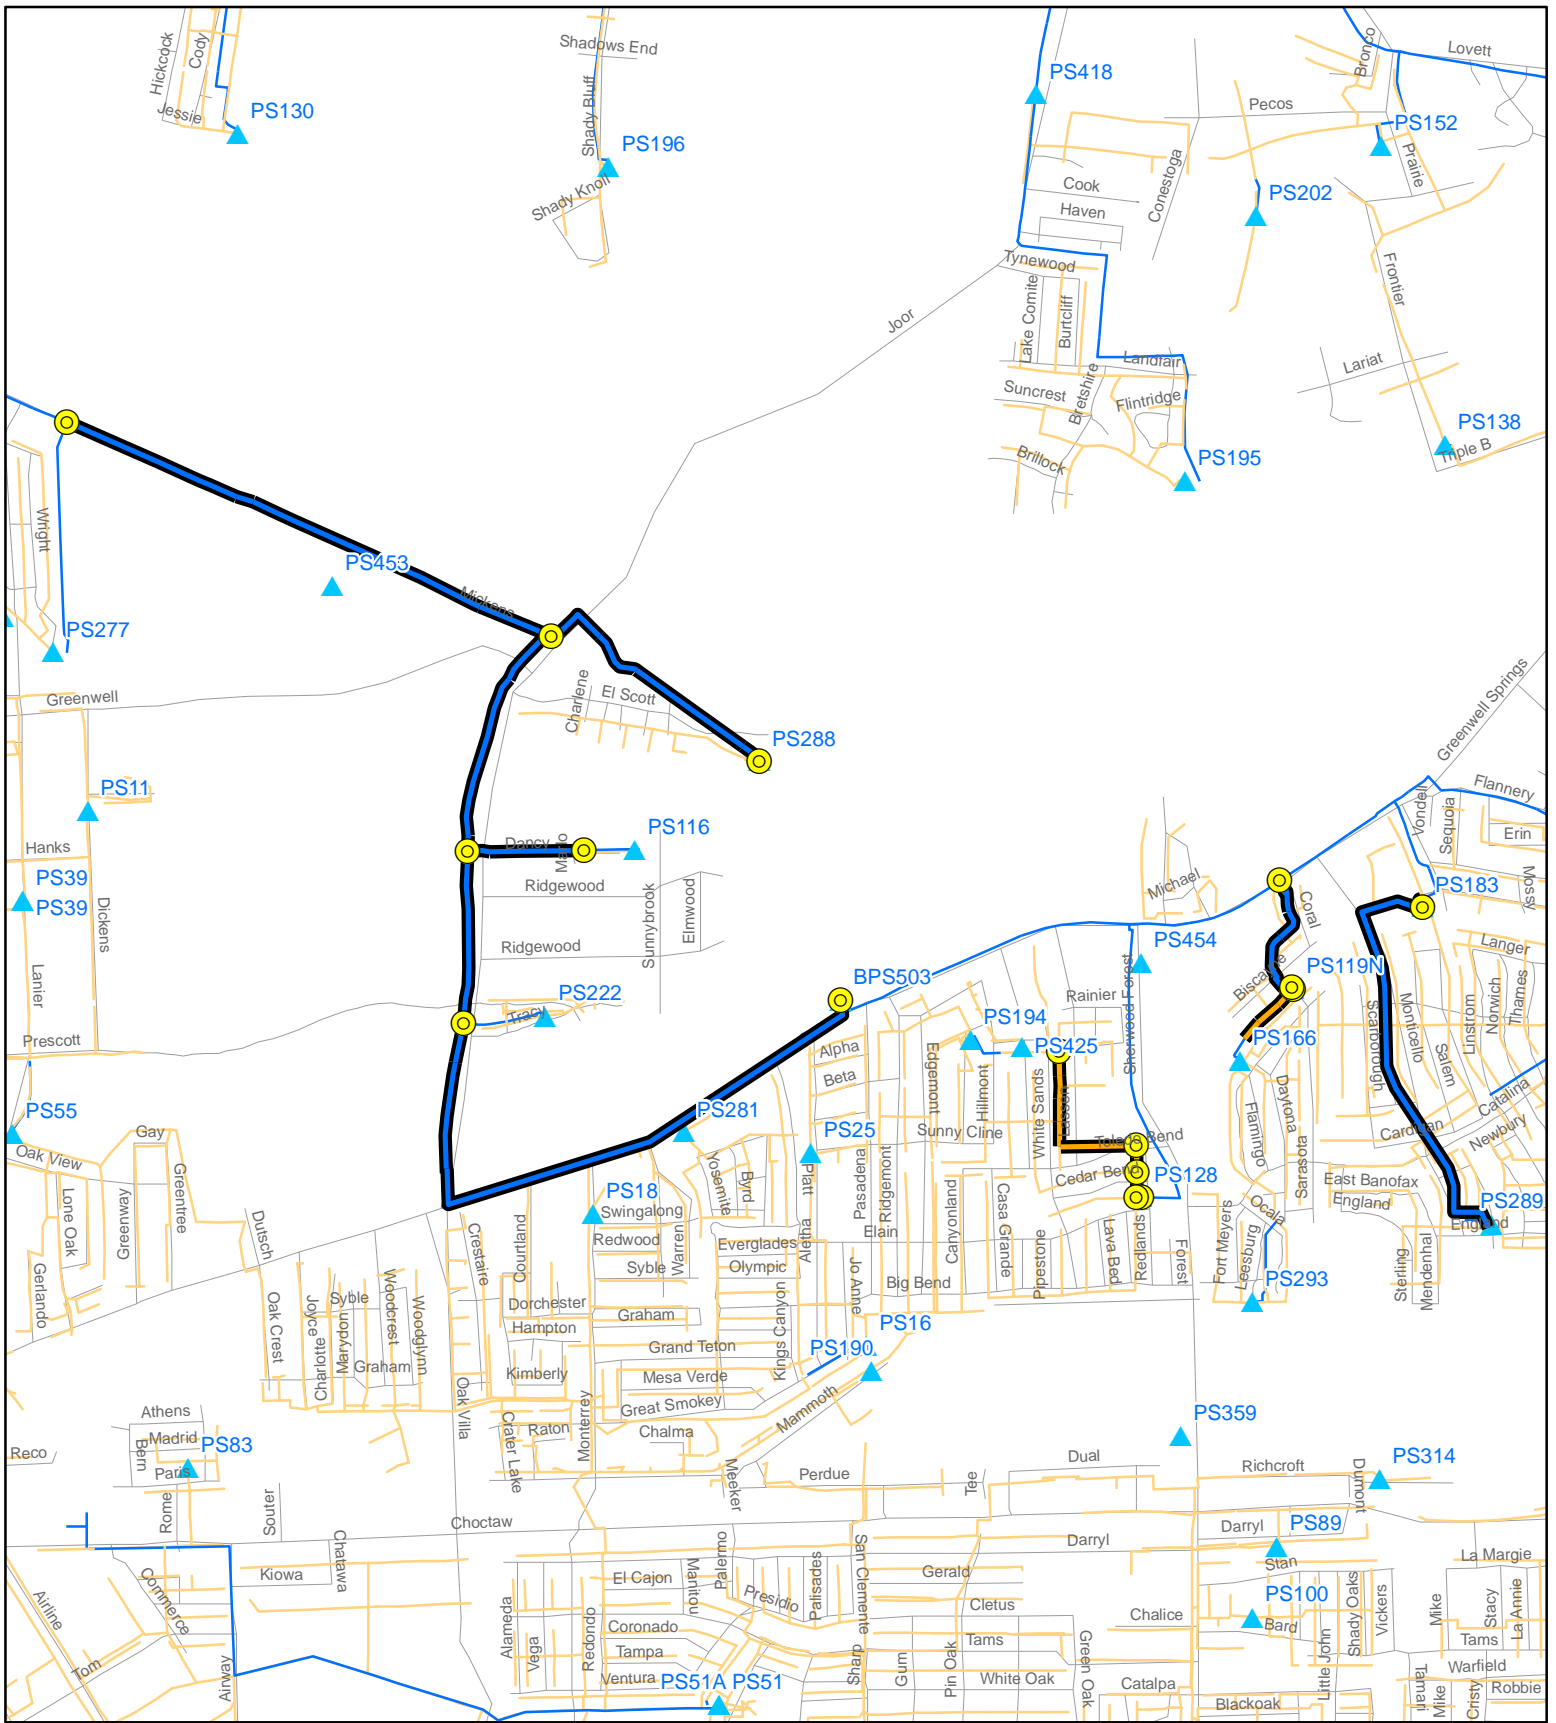 Hickcock
Cody
Jessie
PS130
Shadows End
Shady Bluff
PS196
Shady Knoll
PS418
Bronco
Lovett
Pecos
PS152
Prairie
Conestoga
Cook
Haven
PS202
Tynewood
Frontier
Lake Comite
Burtcliff
Joor
Landfair
Lariat
Suncrest
Bretshire
Flintridge
Brillock
PS195
PS138
Triple B
Wright
PS453
Mickens
PS277
Greenwell
Charlene
El Scott
PS288
Greenwell Springs
PS11
Flannery
Vondell
Sequoia
Erin
Hanks
Dancy
PS116
PS39
PS39
Dickens
Ridgewood
Sunnybrook
Elmwood
Michael
Coral
PS183
Mossy
Ridgewood
PS454
Langer
Lanier
BPS503
Biscayne
PS119N
PS222
Tracy
Rainier
Sherwood Forest
Scarborough
Monticello
Linstrom
Norwich
Thames
Prescott
PS194
PS425
PS166
Alpha
Beta
Edgemont
Hillmont
White Sands
Lassen
Daytona
Salem
Catalina
PS55
PS281
PS25
Sunny Cline
Toledo Bend
Flamingo
Cardigan
Newbury
Gay
Oak View
Greentree
Lone Oak
Greenway
Yosemite
Byrd
Platt
Pasadena
Ridgemont
Cedar Bend
PS128
Sarasota
East Banofax
England
PS289
England
PS18
Swingalong
Dutsch
Crestaire
Courtland
Redwood
Warren
Everglades
Aletha
Elain
Canyonland
Casa Grande
Pipestone
Lava Bed
Redlands
Forest
Fort Meyers
Ocala
Leesburg
Sterling
Mendenhal
Gerlando
Syble
Olympic
Jo Anne
Big Bend
PS293
Oak Crest
Joyce
Syble
Marydon
Woodcrest
Woodglynn
Charlotte
Graham
Dorchester
Hampton
Graham
Kings Canyon
PS16
Grand Teton
PS190
Kimberly
Mesa Verde
Great Smokey
Mammoth
Oak Villa
Athens
Madrid
Bern
PS83
Paris
Reco
Crater Lake
Raton
Monterrey
Chalma
PS359
Meeker
Perdue
Tee
Dual
Richcroft
Dumont
PS314
Rome
Souter
Choctaw
Chatawa
San Clemente
Darryl
Darryl
PS89
Stan
La Margie
Kiowa
Commerce
Airline
El Cajon
Manitou
Palermo
Presidio
Palisades
Gerald
Cletus
Chalice
PS100
Bard
Shady Oaks
Vickers
Mike
Stacy
La Annie
Alameda
Vega
Redondo
Coronado
Tampa
Ventura
Tams
Tams
Tom
Airway
PS51A
PS51
Sharp
Gum
Pin Oak
White Oak
Green Oak
Catalpa
Blackoak
Little John
Tamari
Mike
Cristy
Warfield
Robbie